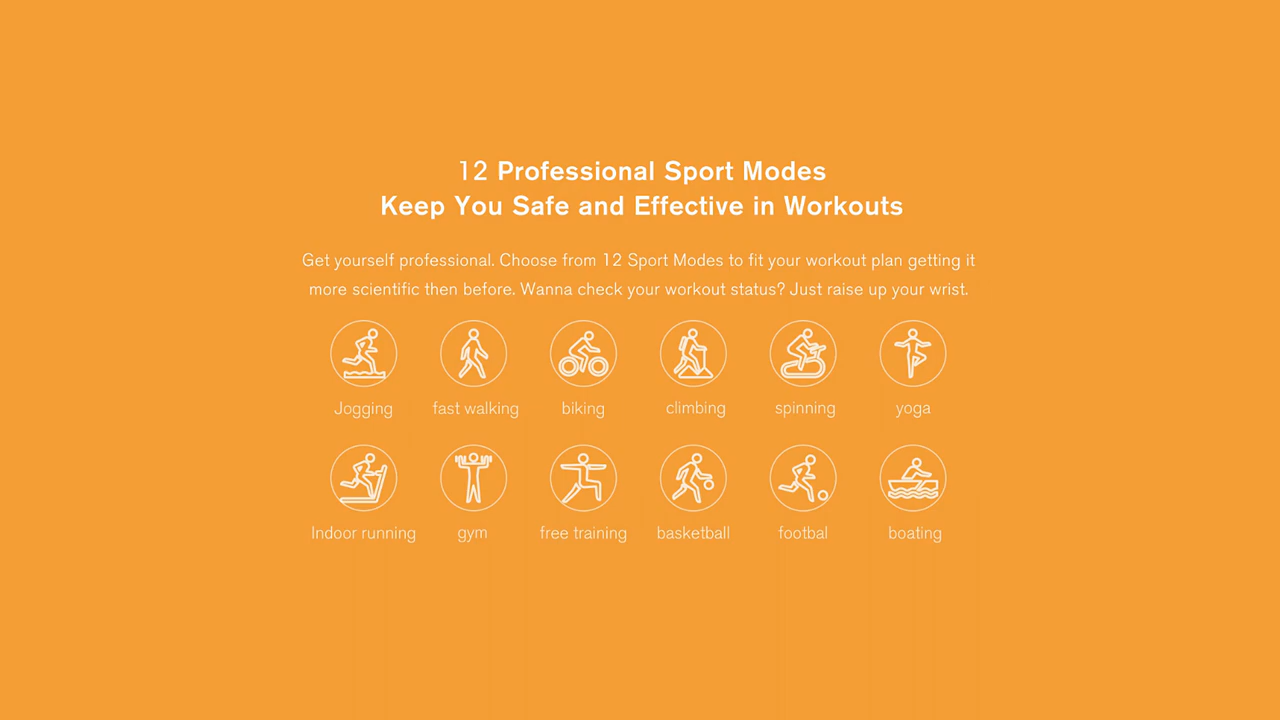 12 Professional Sport Modes
Keep You Safe and Effective in Workouts
Get yourself professional. Choose from 12 Sport Modes to fit your workout plan getting it
more scientific then before. Wanna check your workout status? Just raise up your wrist.
Jogging fast walking biking climbing spinning yoga
Indoor running gym free training basketball footbal boating